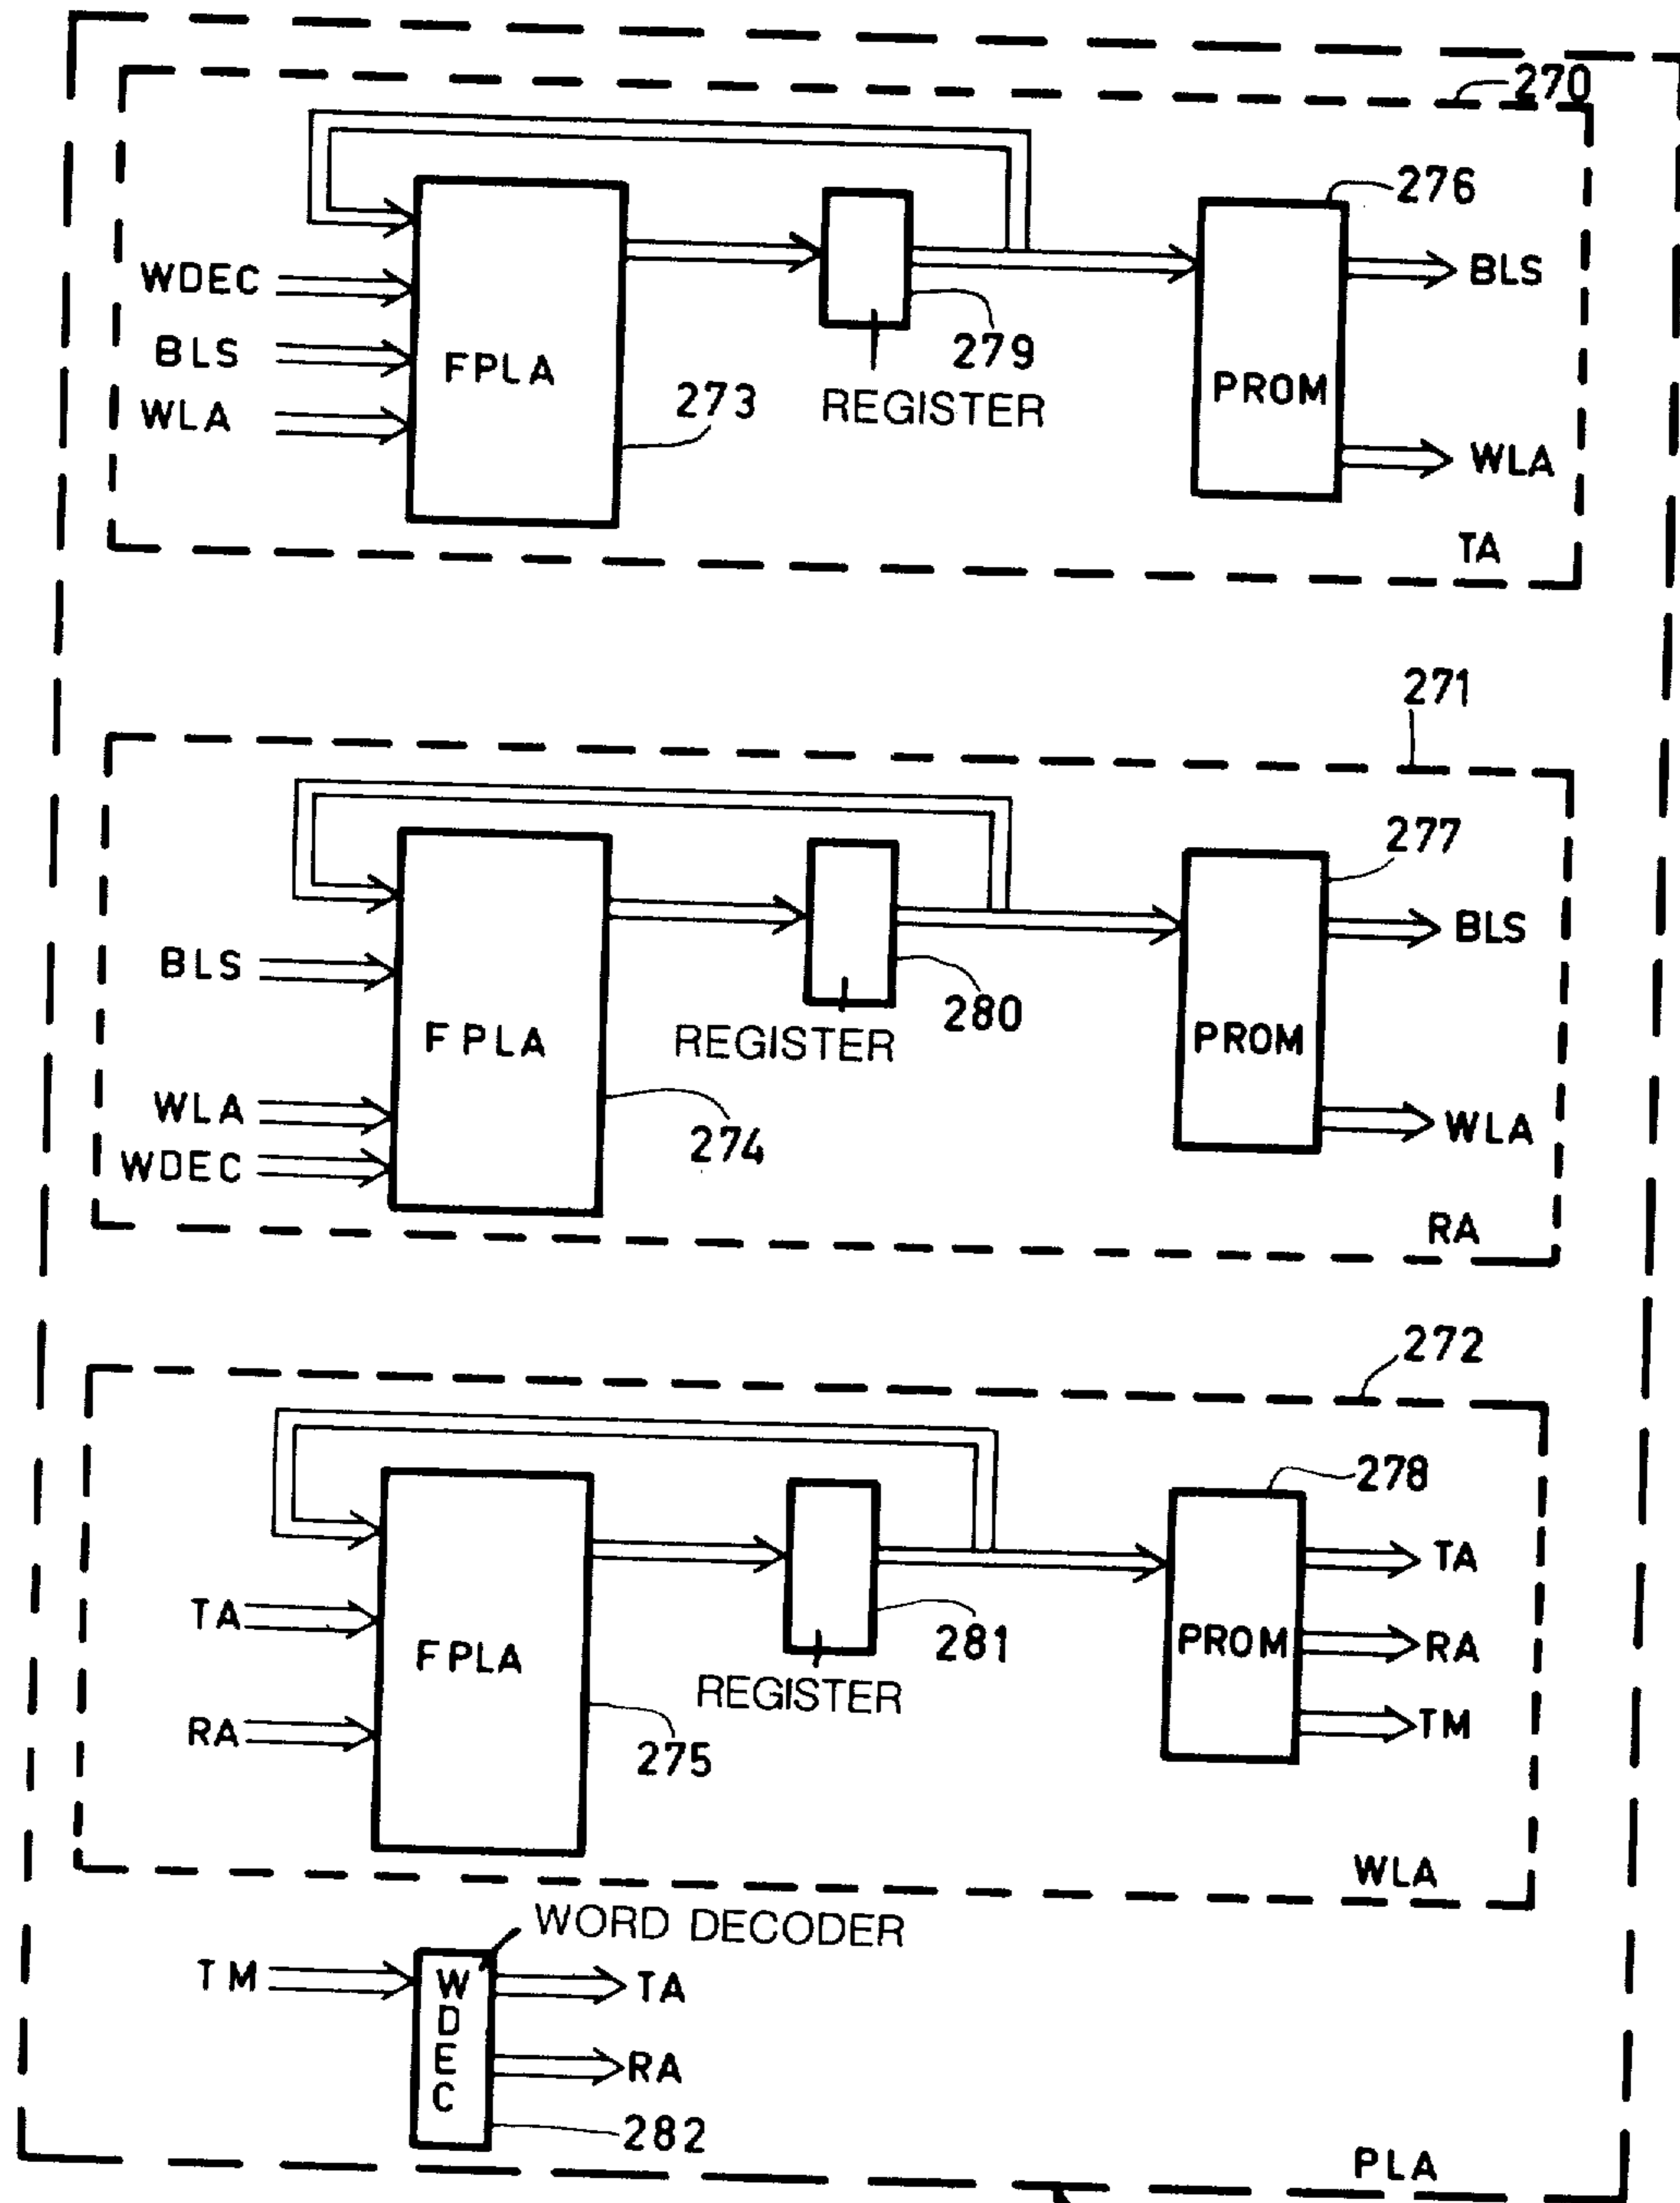 270
276
WDEC
BLS
BLS
279
FPLA
273
PROM
WLA
REGISTER
WLA
TA
271
277
BLS
BLS
280
FPLA
REGISTER
PROM
WLA
274
WLA
WDEC
RA
272
278
TA
TA
281
FPLA
PROM
RA
REGISTER
RA
275
TM
WLA
WORD DECODER
TM
WDEC
TA
RA
282
PLA